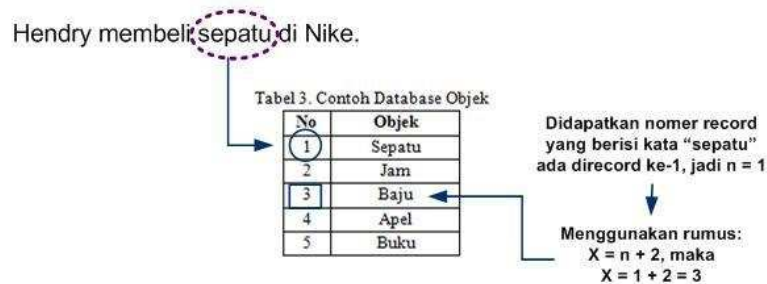 Hendry membeli sepatu di Nike.
Tabel 3. Contoh Database Objek
No Objek
1 Sepatu
2 Jam
3 Baju
4 Apel
5 Buku
Didapatkan nomer record
yang berisi kata “sepatu”
ada direcord ke-1, jadi n = 1
Menggunakan rumus:
X = n + 2, maka
X = 1 + 2 = 3